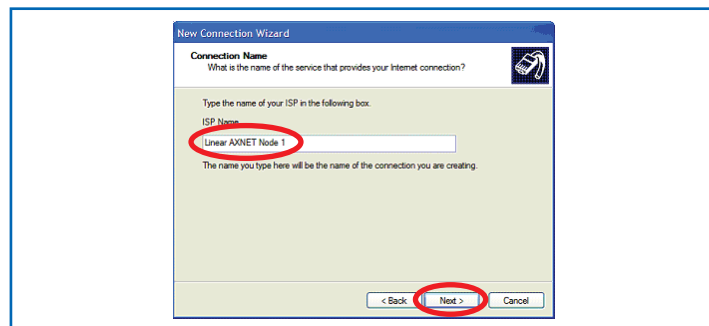 New Connection Wizard
Connection Name
What is the name of the service that provides your Internet connection?
Type the name of your ISP in the following box.
ISP Name
Linear AXNET Node 1
The name you type here will be the name of the connection you are creating.
< Back
Next >
Cancel